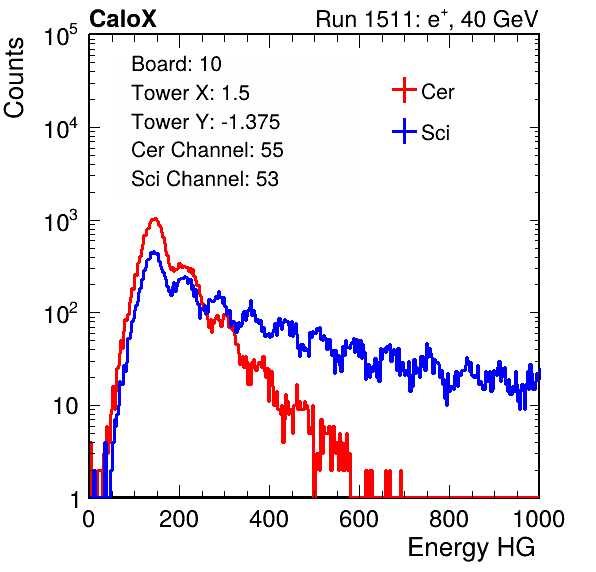 CaloX Run 1511: e⁺, 40 GeV
Board: 10
Tower X: 1.5
Tower Y: -1.375
Cer Channel: 55
Sci Channel: 53
Cer
Sci
Counts
10⁵
10⁴
10³
10²
10
1
0 200 400 600 800 1000
Energy HG